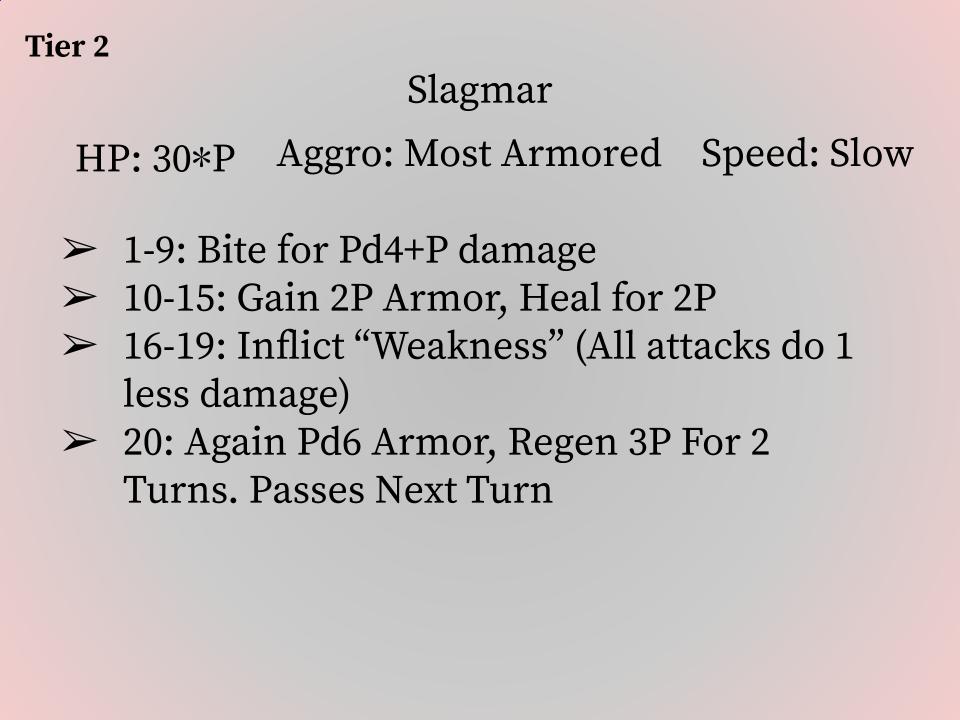 Tier 2
Slagmar
HP: 30*P
Aggro: Most Armored
Speed: Slow
➢ 1-9: Bite for Pd4+P damage
➢ 10-15: Gain 2P Armor, Heal for 2P
➢ 16-19: Inflict “Weakness” (All attacks do 1
less damage)
➢ 20: Again Pd6 Armor, Regen 3P For 2
Turns. Passes Next Turn